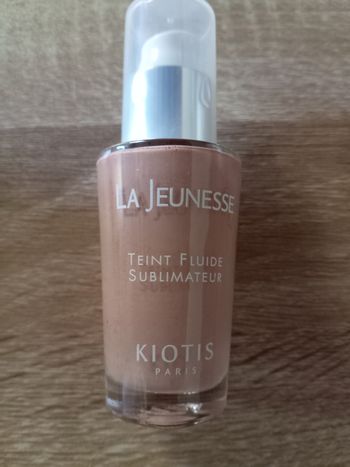 LA JEUNESSE
TEINT FLUIDE
SUBLIMATEUR
KIOTIS
PARIS